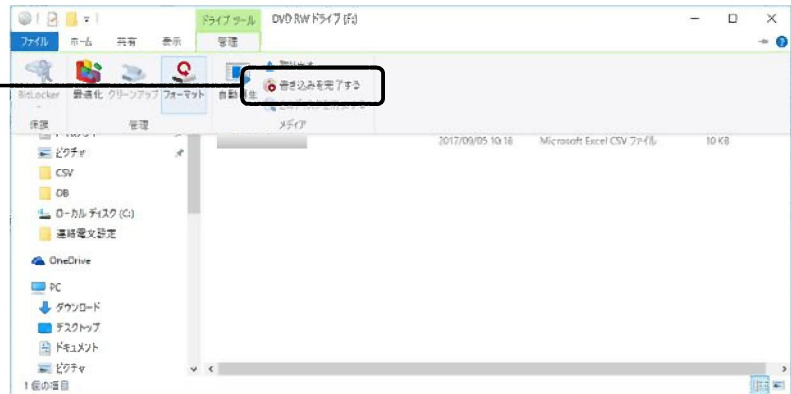 ドライブ ツール
DVD RW ドライブ (F:)
ファイル ホーム 共有 表示 管理
BitLocker 最適化 クリーンアップ フォーマット 自動再生
書き込みを完了する
保護 管理 メディア
ピクチャ
2017/09/05 10:18 Microsoft Excel CSV ファイル 10 KB
CSV
DB
ローカル ディスク (C:)
連絡電文設定
OneDrive
PC
ダウンロード
デスクトップ
ドキュメント
ピクチャ
1 個の項目